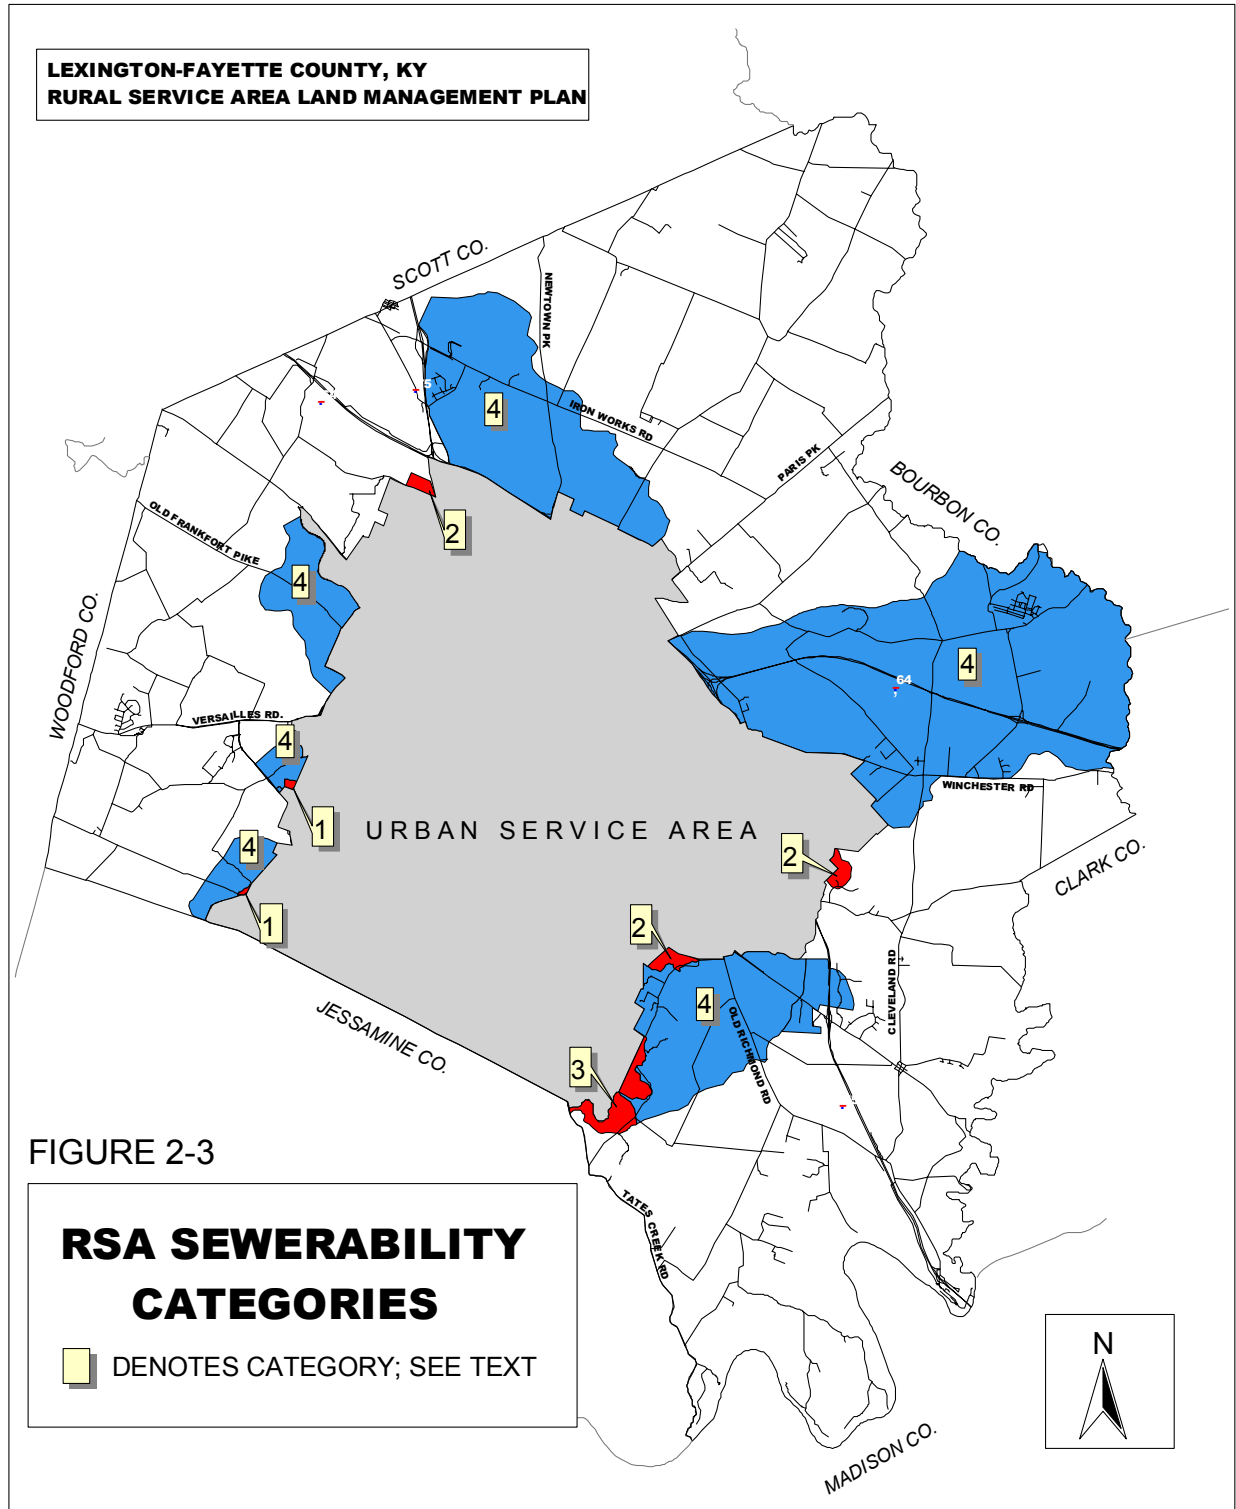 LEXINGTON-FAYETTE COUNTY, KY
RURAL SERVICE AREA LAND MANAGEMENT PLAN
SCOTT CO.
NEWTOWN PK
5
4
IRON WORKS RD
PARIS PK
BOURBON CO.
OLD FRANKFORT PIKE
2
4
WOODFORD CO.
4
64
VERSAILLES RD.
4
WINCHESTER RD
1
URBAN SERVICE AREA
4
2
CLARK CO.
1
2
CLEVELAND RD
4
OLD RICHMOND RD
JESSAMINE CO.
3
FIGURE 2-3
TATES CREEK RD
RSA SEWERABILITY
CATEGORIES
DENOTES CATEGORY; SEE TEXT
N
MADISON CO.